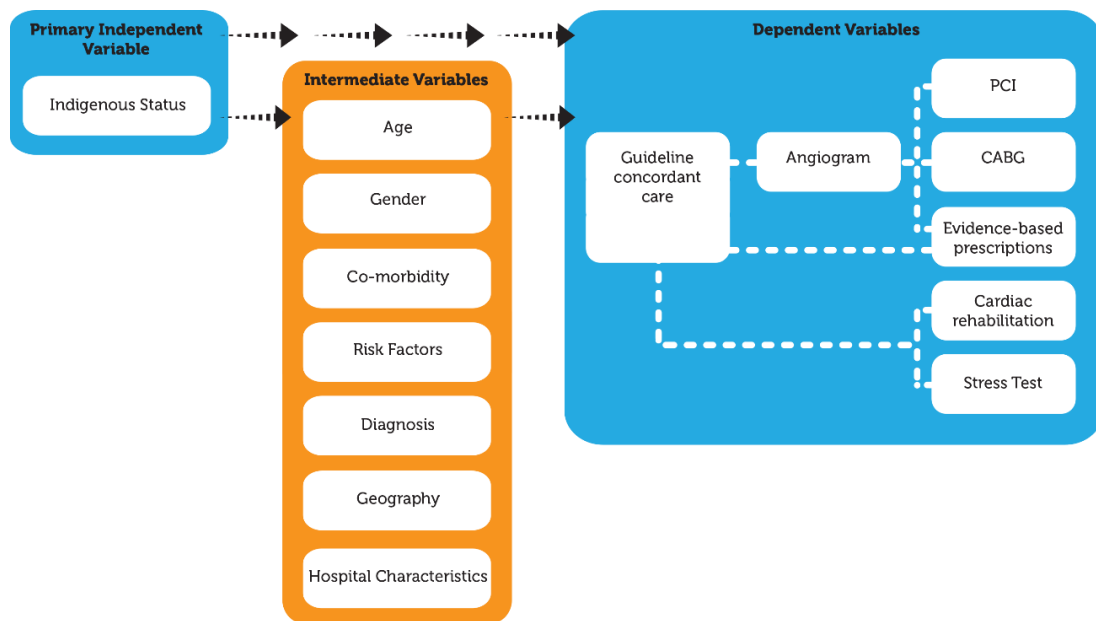 Primary Independent
Variable
Indigenous Status
Intermediate Variables
Age
Gender
Co-morbidity
Risk Factors
Diagnosis
Geography
Hospital Characteristics
Dependent Variables
Guideline
concordant
care
Angiogram
PCI
CABG
Evidence-based
prescriptions
Cardiac
rehabilitation
Stress Test